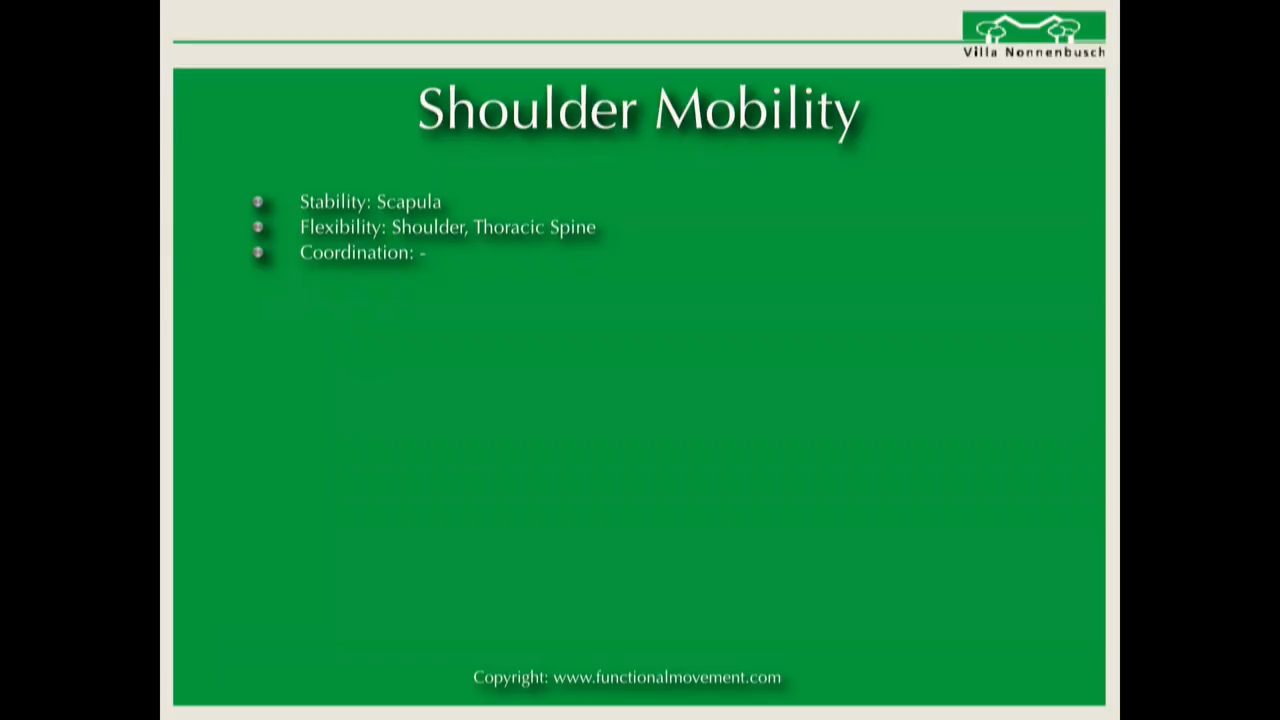 Villa Nonnenbusch
Shoulder Mobility
Stability: Scapula
Flexibility: Shoulder, Thoracic Spine
Coordination: -
Copyright: www.functionalmovement.com